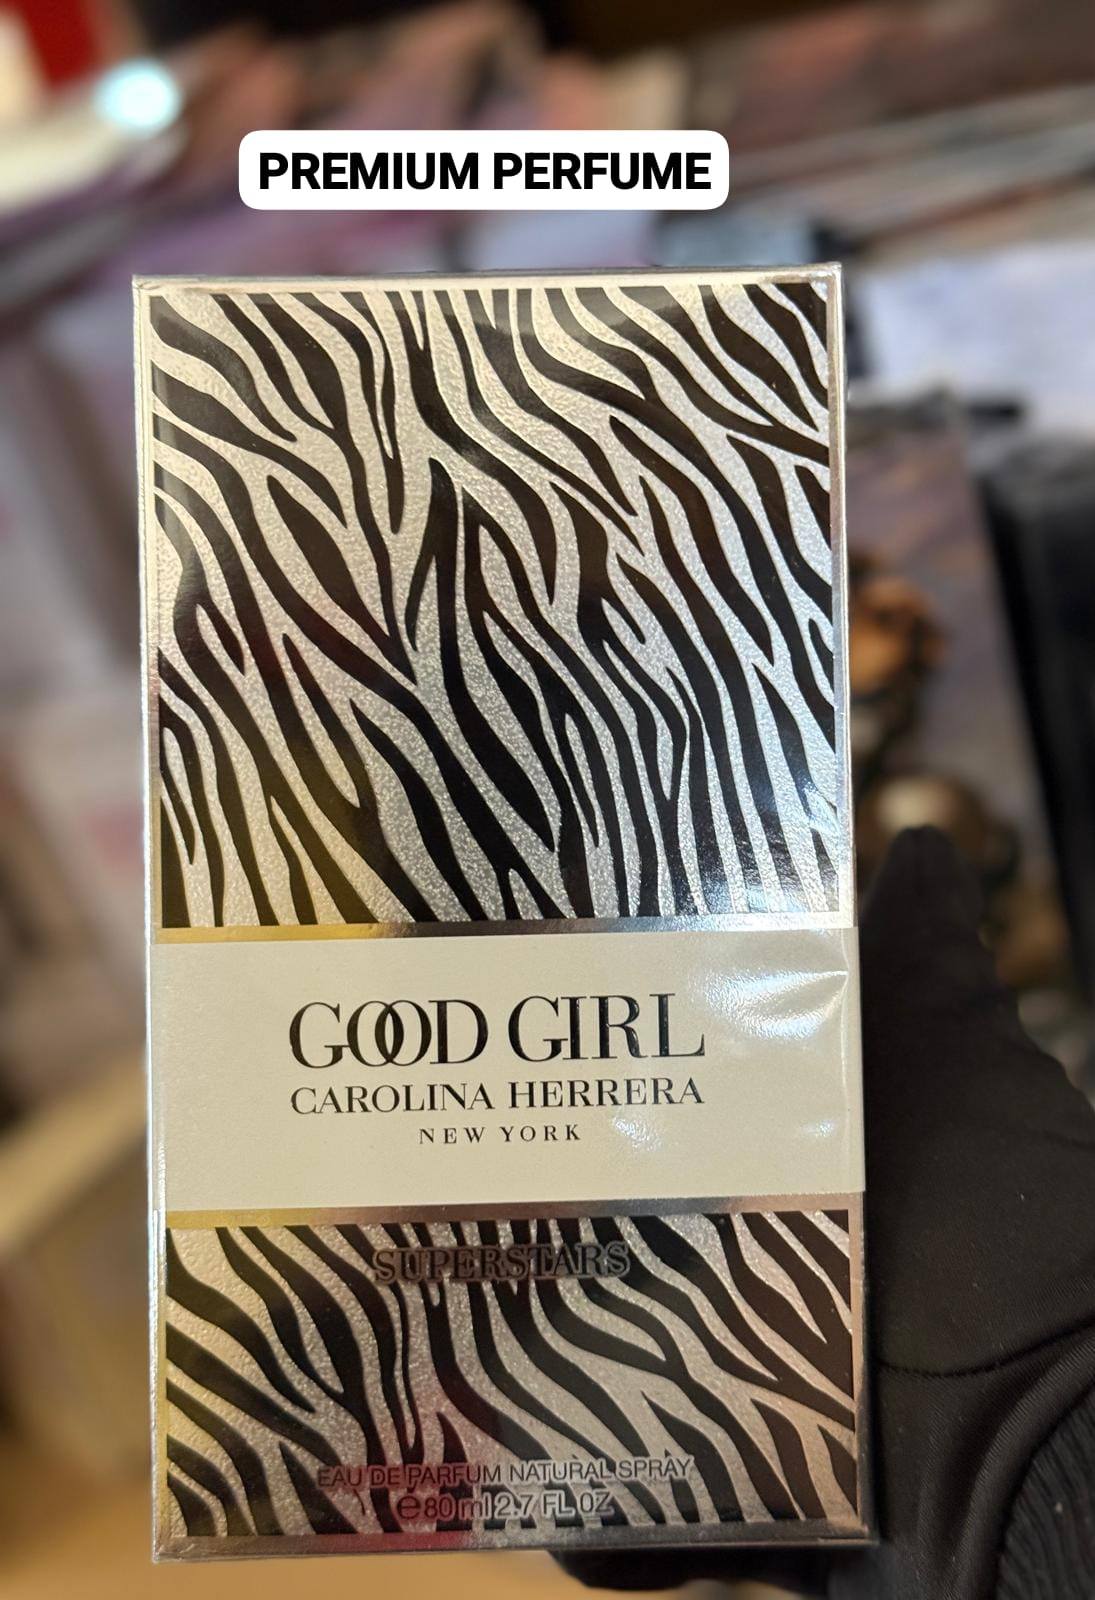 PREMIUM PERFUME
GOOD GIRL
CAROLINA HERRERA
NEW YORK
SUPERSTARS
EAU DE PARFUM NATURAL SPRAY
℮ 80 ml 2.7 FL. OZ